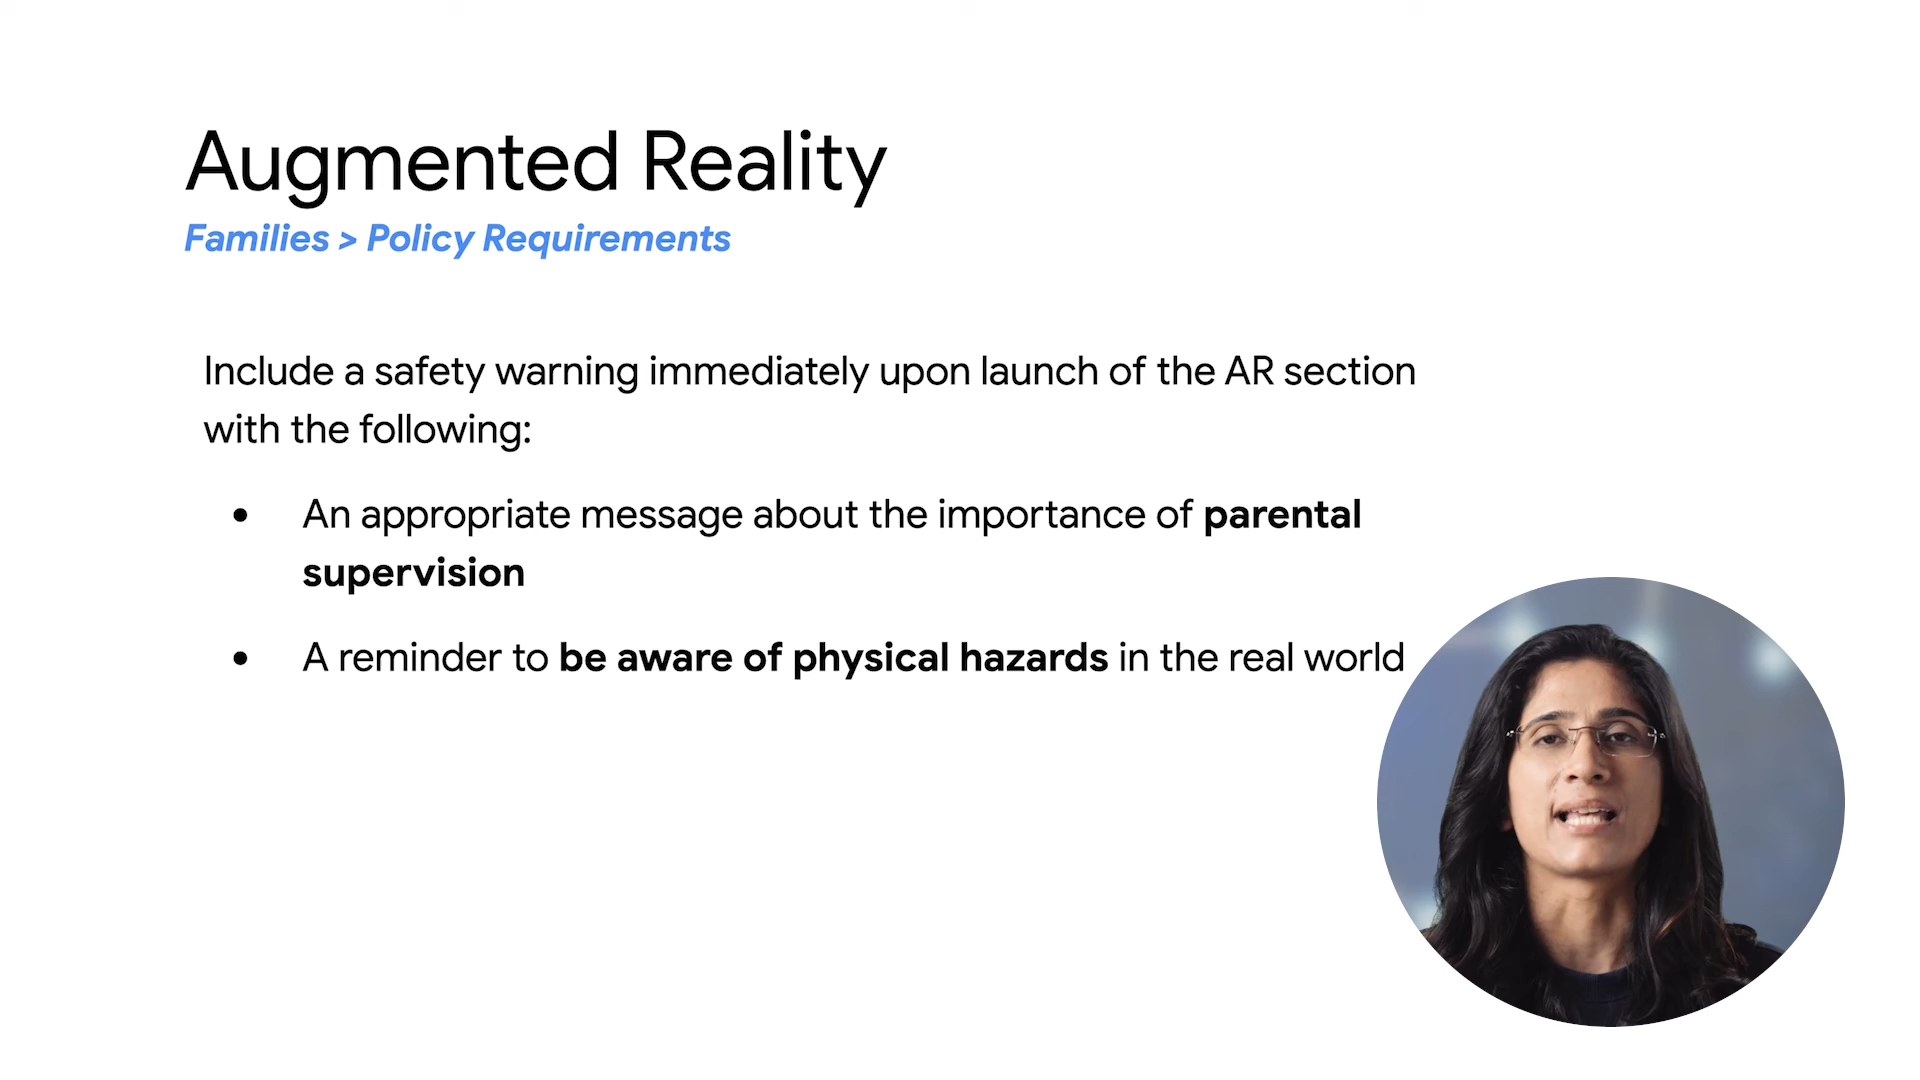 Augmented Reality
Families > Policy Requirements
Include a safety warning immediately upon launch of the AR section
with the following:
• An appropriate message about the importance of parental
supervision
• A reminder to be aware of physical hazards in the real world